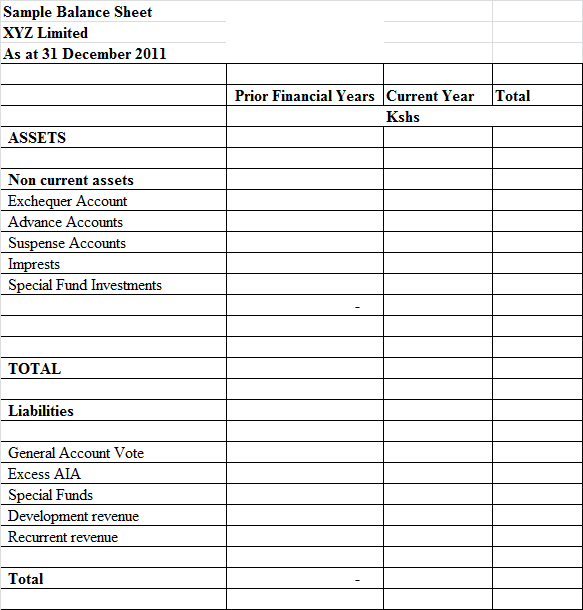 Sample Balance Sheet
XYZ Limited
As at 31 December 2011
Prior Financial Years Current Year Total
Kshs
ASSETS
Non current assets
Exchequer Account
Advance Accounts
Suspense Accounts
Imprests
Special Fund Investments
-
TOTAL
Liabilities
General Account Vote
Excess AIA
Special Funds
Development revenue
Recurrent revenue
Total -